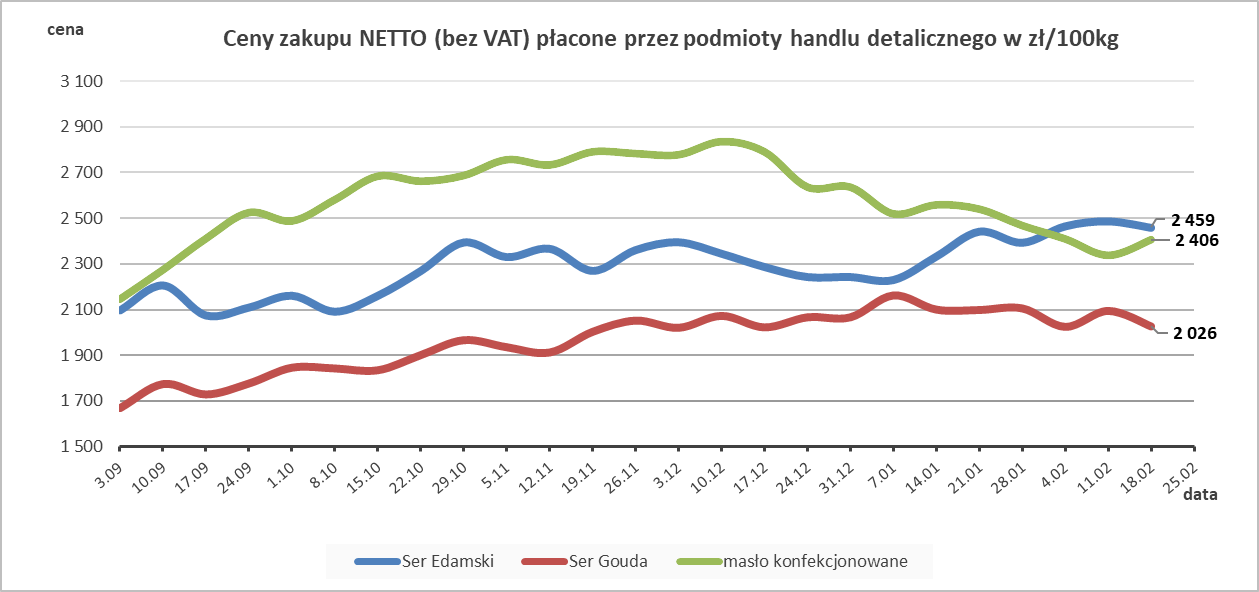 cena
Ceny zakupu NETTO (bez VAT) płacone przez podmioty handlu detalicznego w zł/100kg
3 100
2 900
2 700
2 500
2 300
2 100
1 900
1 700
1 500
2 459
2 406
2 026
3.09 10.09 17.09 24.09 1.10 8.10 15.10 22.10 29.10 5.11 12.11 19.11 26.11 3.12 10.12 17.12 24.12 31.12 7.01 14.01 21.01 28.01 4.02 11.02 18.02 25.02
data
Ser Edamski Ser Gouda masło konfekcjonowane